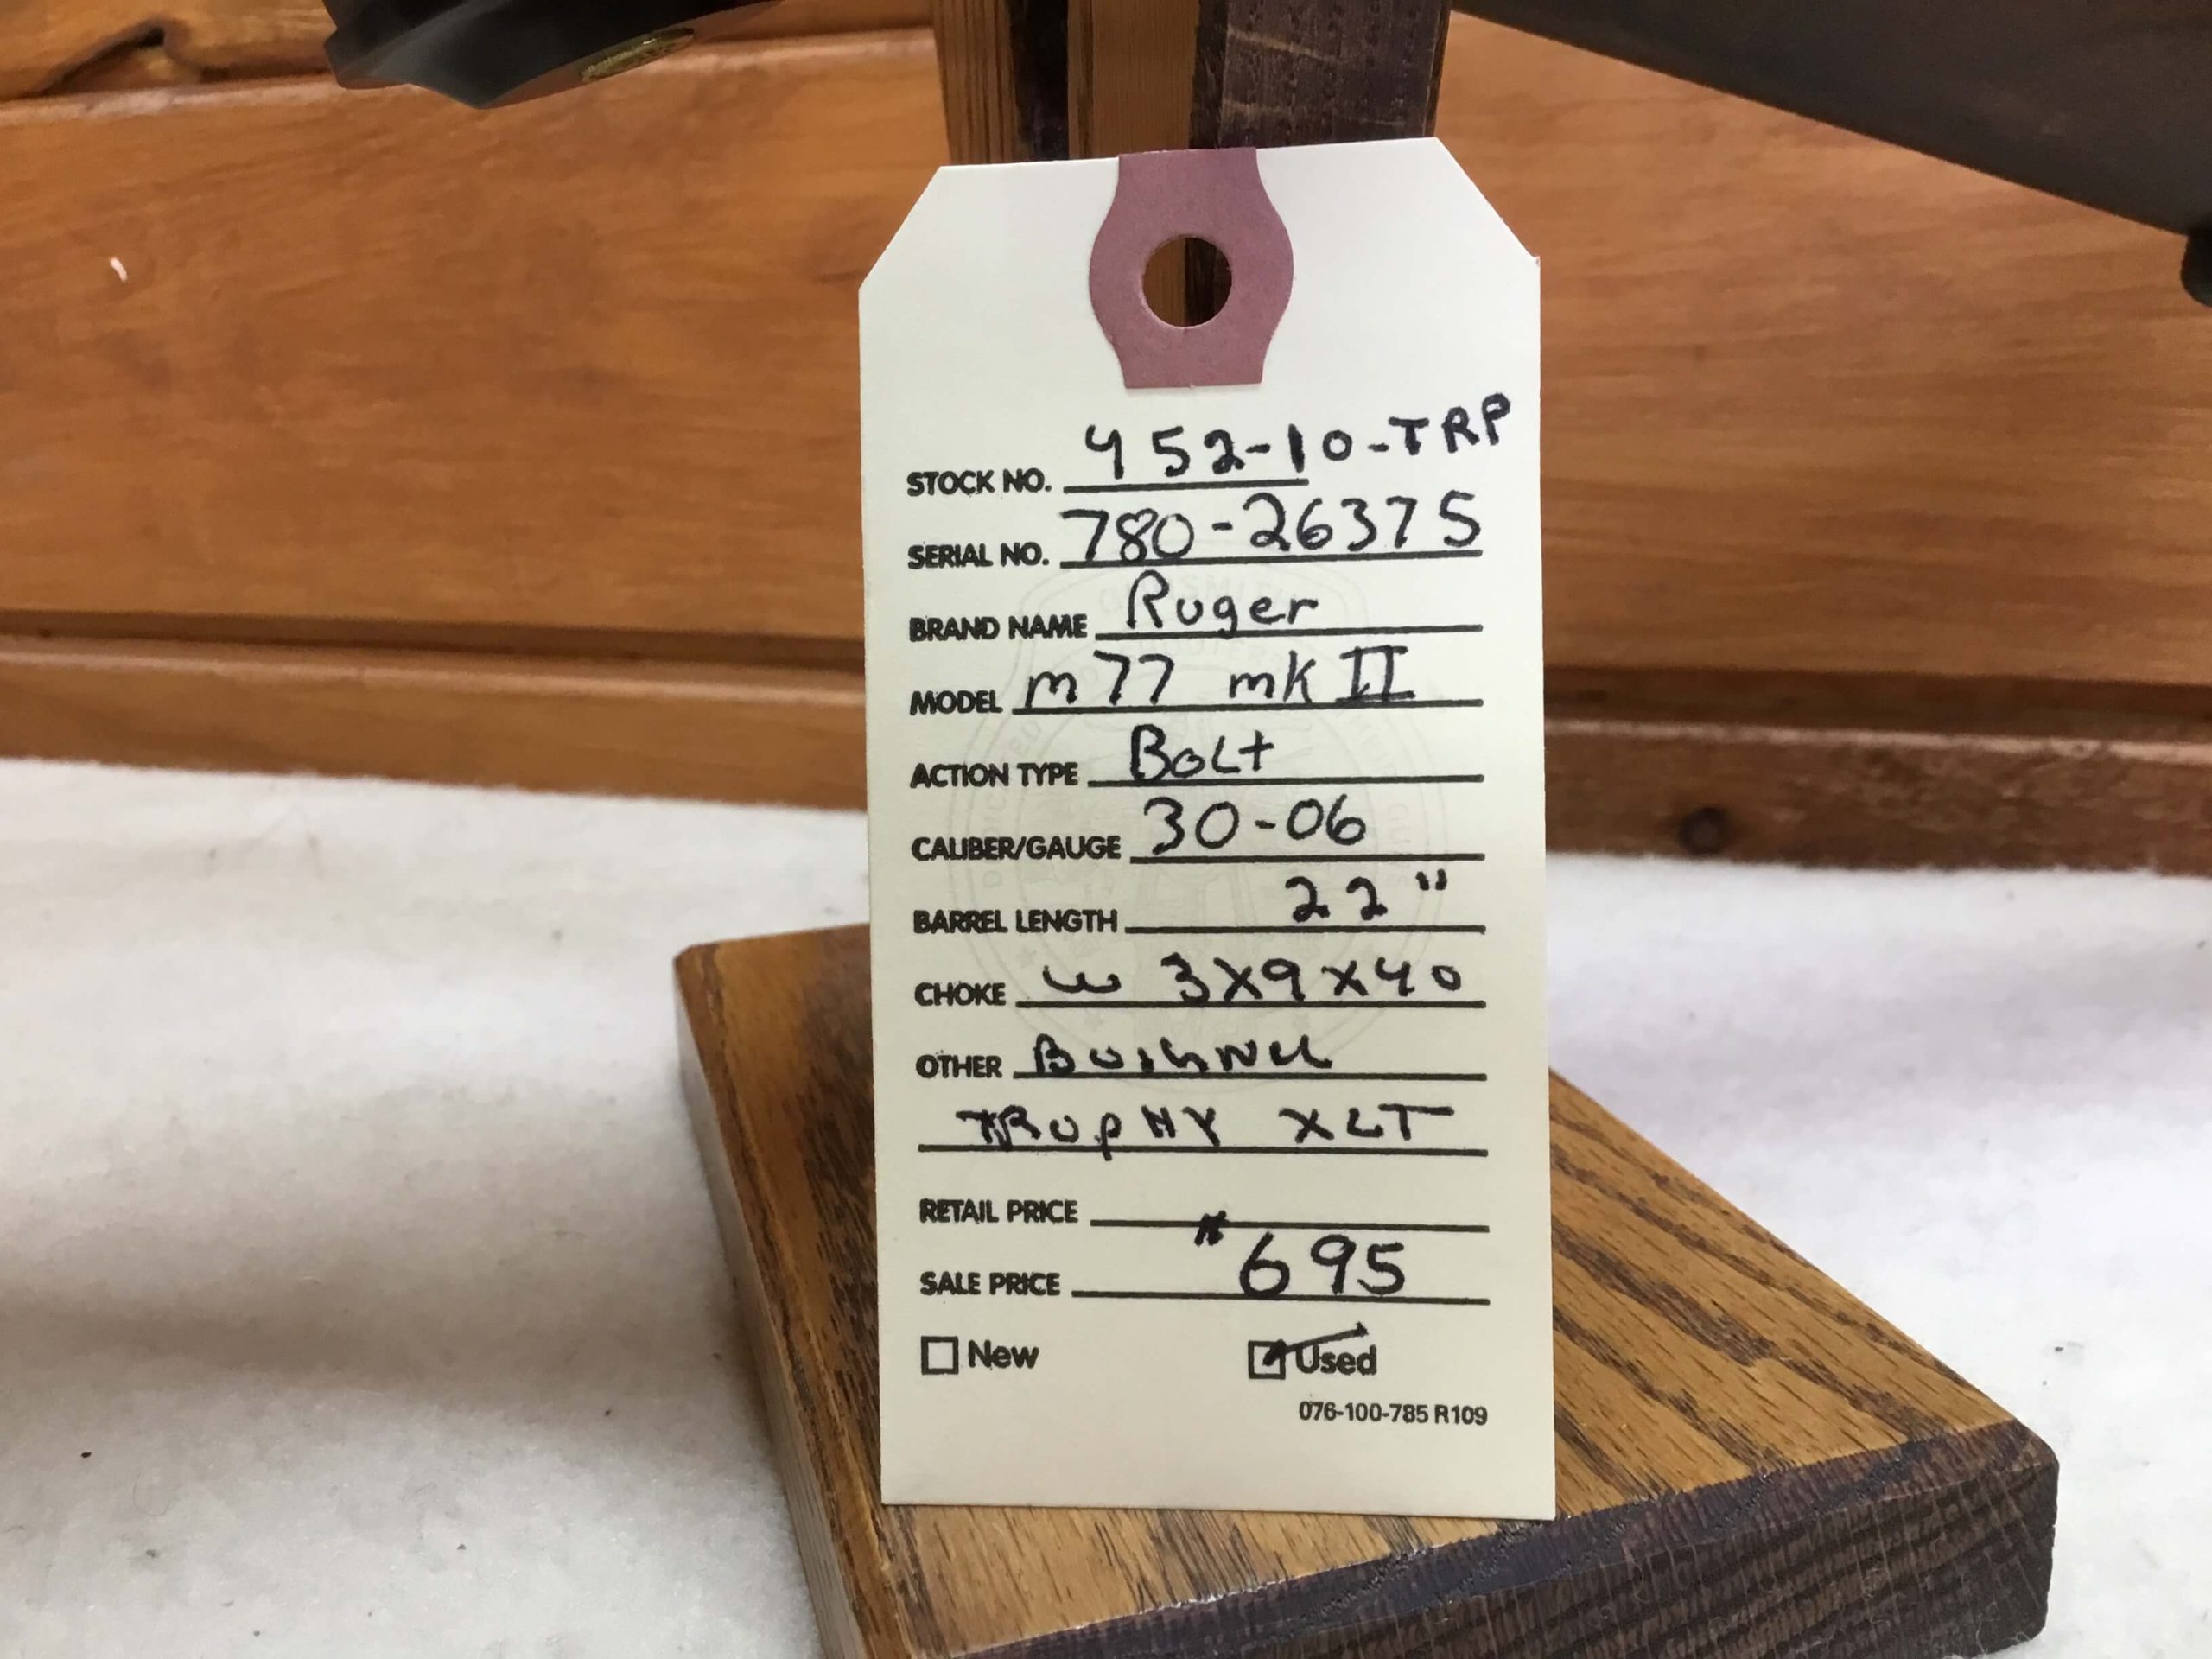 STOCK NO. 452-10-TRP
SERIAL NO. 780-26375
BRAND NAME Ruger
MODEL M77 MK II
ACTION TYPE BOLT
CALIBER/GAUGE 30-06
BARREL LENGTH 22"
CHOKE W 3X9X40
OTHER Bushnell
TROPHY XLT
RETAIL PRICE
SALE PRICE $695
New Used
076-100-785 R109